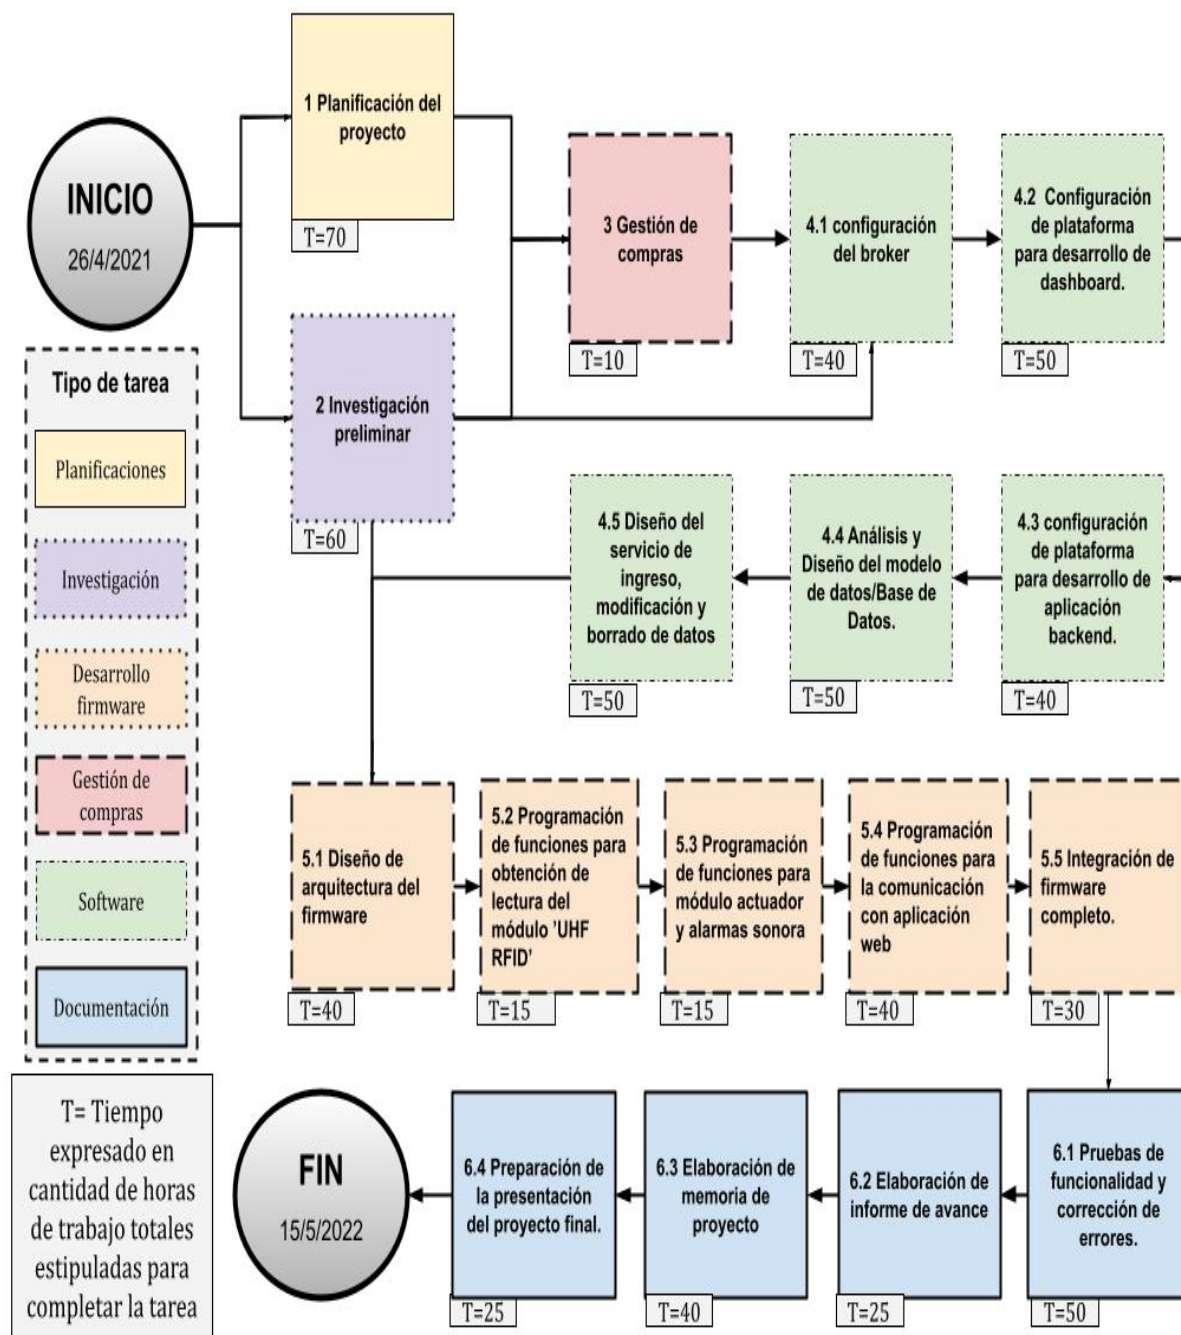 INICIO
26/4/2021
1 Planificación del
proyecto
T=70
2 Investigación
preliminar
T=60
3 Gestión de
compras
T=10
4.1 configuración
del broker
T=40
4.2 Configuración
de plataforma
para desarrollo de
dashboard.
T=50
Tipo de tarea
Planificaciones
Investigación
Desarrollo
firmware
Gestión de
compras
Software
Documentación
4.5 Diseño del
servicio de
ingreso,
modificación y
borrado de datos
T=50
4.4 Análisis y
Diseño del modelo
de datos/Base de
Datos.
T=50
4.3 configuración
de plataforma
para desarrollo de
aplicación
backend.
T=40
5.1 Diseño de
arquitectura del
firmware
T=40
5.2 Programación
de funciones para
obtención de
lectura del
módulo 'UHF
RFID'
T=15
5.3 Programación
de funciones para
módulo actuador
y alarmas sonora
T=15
5.4 Programación
de funciones para
la comunicación
con aplicación
web
T=40
5.5 Integración de
firmware
completo.
T=30
T= Tiempo
expresado en
cantidad de horas
de trabajo totales
estipuladas para
completar la tarea
FIN
15/5/2022
6.4 Preparación de
la presentación
del proyecto final.
T=25
6.3 Elaboración de
memoria de
proyecto
T=40
6.2 Elaboración de
informe de avance
T=25
6.1 Pruebas de
funcionalidad y
corrección de
errores.
T=50